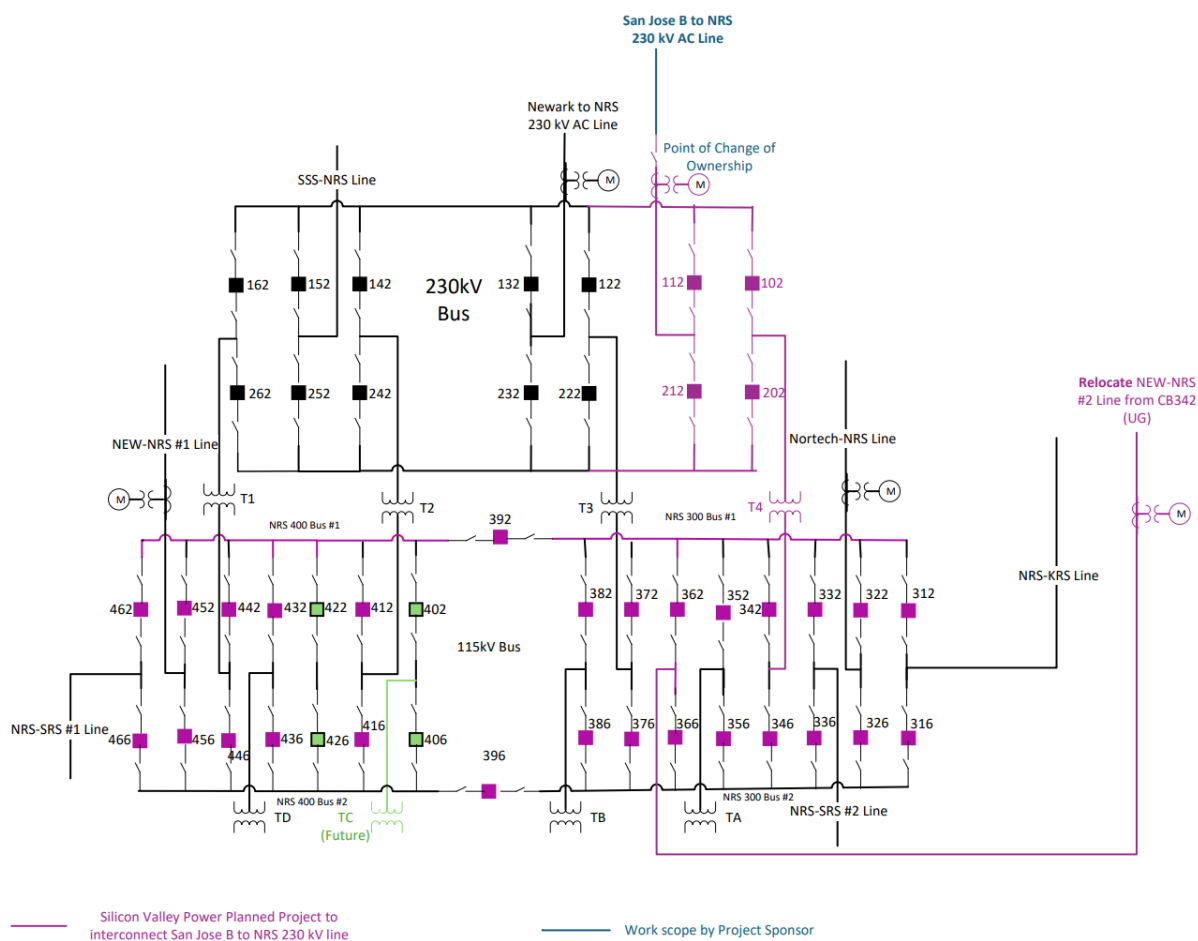 San Jose B to NRS
230 kV AC Line
Newark to NRS
230 kV AC Line
Point of Change of
Ownership
SSS-NRS Line
M
M
162
152
142
230kV
Bus
132
122
112
102
262
252
242
232
222
212
202
Relocate NEW-NRS
#2 Line from CB342
(UG)
NEW-NRS #1 Line
Nortech-NRS Line
M
T1
T2
T3
T4
M
M
NRS 400 Bus #1
392
NRS 300 Bus #1
NRS-KRS Line
462
452
442
432
422
412
402
382
372
362
352
342
332
322
312
115kV Bus
NRS-SRS #1 Line
466
456
446
436
426
416
406
396
386
376
366
356
346
336
326
316
NRS 400 Bus #2
NRS 300 Bus #2
TD
TC
(Future)
TB
TA
NRS-SRS #2 Line
Silicon Valley Power Planned Project to
interconnect San Jose B to NRS 230 kV line
Work scope by Project Sponsor